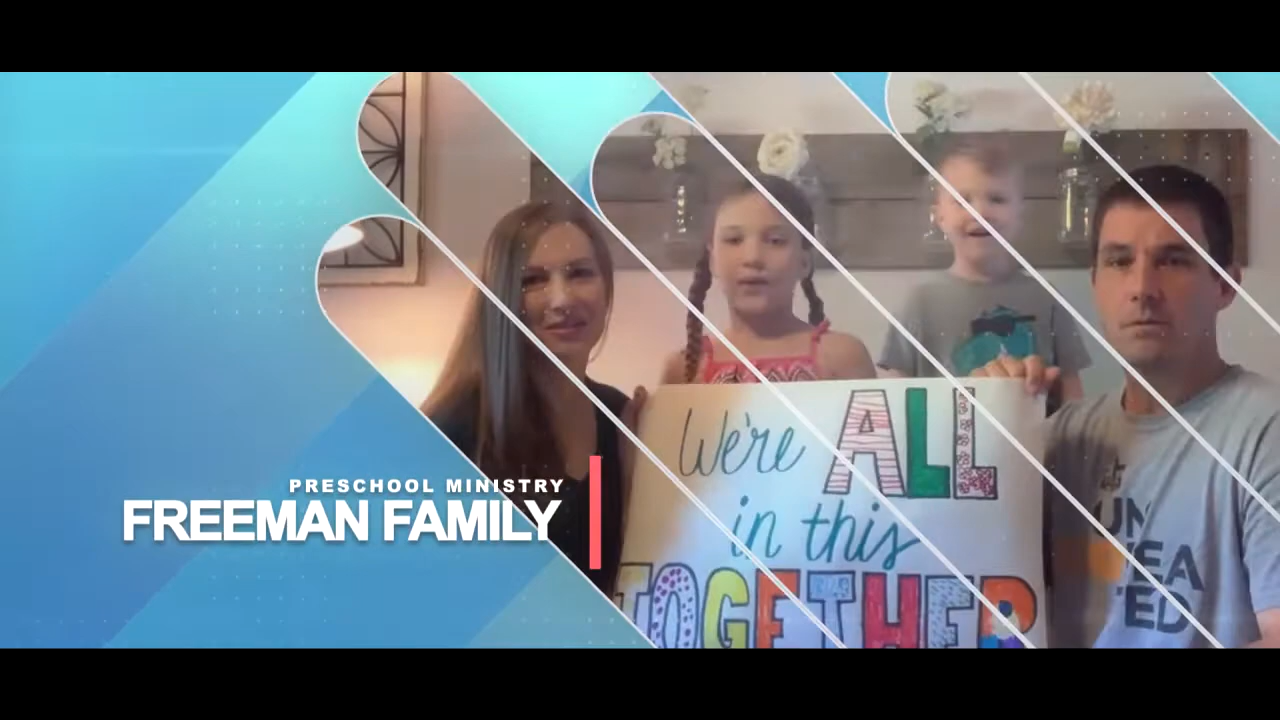 PRESCHOOL MINISTRY
FREEMAN FAMILY
We're ALL
in this
TOGETHER